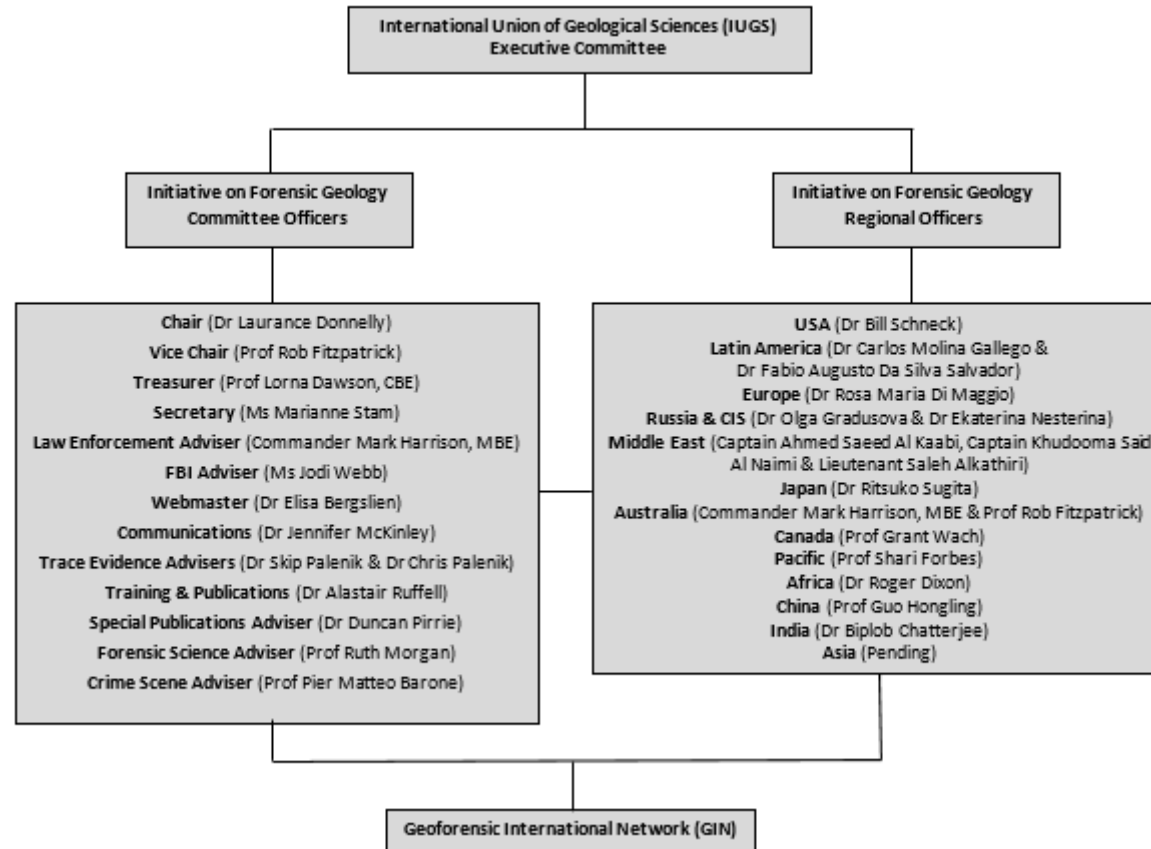 International Union of Geological Sciences (IUGS)
Executive Committee
Initiative on Forensic Geology
Committee Officers
Initiative on Forensic Geology
Regional Officers
Chair (Dr Laurance Donnelly)
Vice Chair (Prof Rob Fitzpatrick)
Treasurer (Prof Lorna Dawson, CBE)
Secretary (Ms Marianne Stam)
Law Enforcement Adviser (Commander Mark Harrison, MBE)
FBI Adviser (Ms Jodi Webb)
Webmaster (Dr Elisa Bergslien)
Communications (Dr Jennifer McKinley)
Trace Evidence Advisers (Dr Skip Palenik & Dr Chris Palenik)
Training & Publications (Dr Alastair Ruffell)
Special Publications Adviser (Dr Duncan Pirrie)
Forensic Science Adviser (Prof Ruth Morgan)
Crime Scene Adviser (Prof Pier Matteo Barone)
USA (Dr Bill Schneck)
Latin America (Dr Carlos Molina Gallego &
Dr Fabio Augusto Da Silva Salvador)
Europe (Dr Rosa Maria Di Maggio)
Russia & CIS (Dr Olga Gradusova & Dr Ekaterina Nesterina)
Middle East (Captain Ahmed Saeed Al Kaabi, Captain Khudooma Said
Al Naimi & Lieutenant Saleh Alkathiri)
Japan (Dr Ritsuko Sugita)
Australia (Commander Mark Harrison, MBE & Prof Rob Fitzpatrick)
Canada (Prof Grant Wach)
Pacific (Prof Shari Forbes)
Africa (Dr Roger Dixon)
China (Prof Guo Hongling)
India (Dr Biplob Chatterjee)
Asia (Pending)
Geoforensic International Network (GIN)